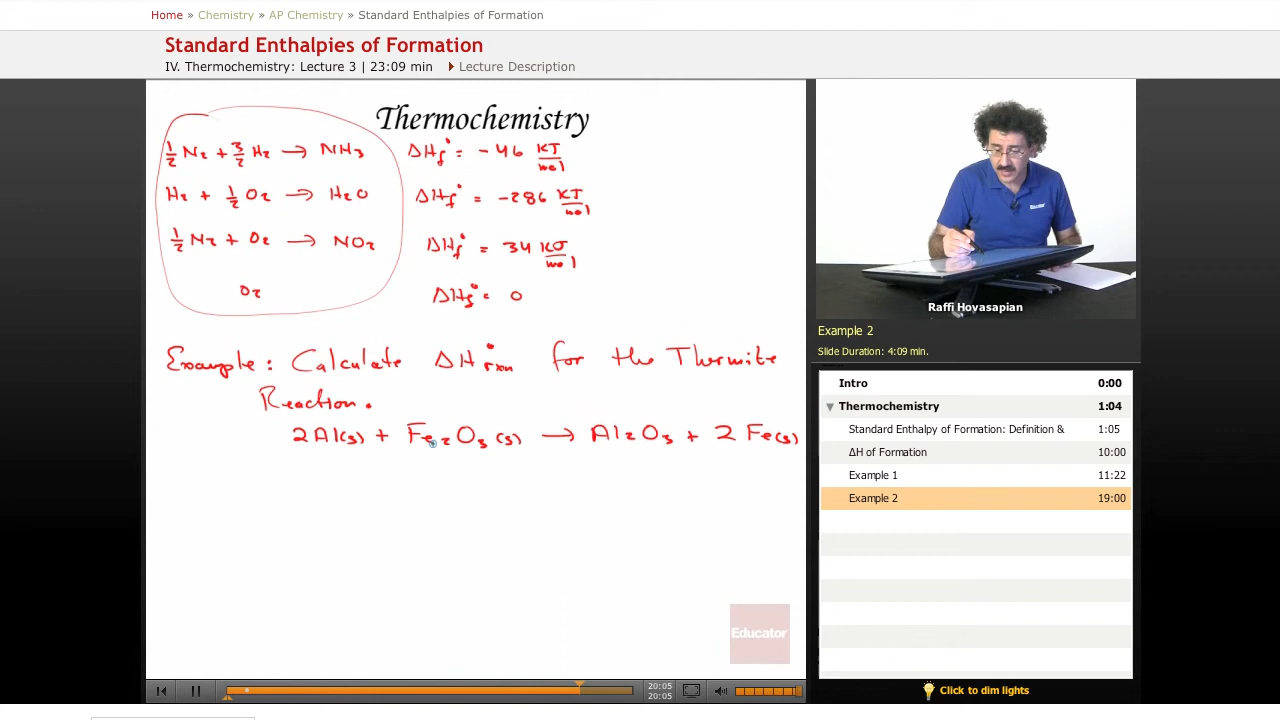 Home » Chemistry » AP Chemistry » Standard Enthalpies of Formation
Standard Enthalpies of Formation
IV. Thermochemistry: Lecture 3 | 23:09 min Lecture Description
Thermochemistry
½ N₂ + 3/2 H₂ → NH₃ ΔHf° = -46 KJ/mol
H₂ + ½ O₂ → H₂O ΔHf° = -286 KJ/mol
½ N₂ + O₂ → NO₂ ΔHf° = 34 KJ/mol
O₂ ΔHf° = 0
Example: Calculate ΔH°rxn for the Thermite
Reaction.
2Al(s) + Fe₂O₃(s) → Al₂O₃ + 2 Fe(s)
Educator
20:05
20:05
Educator
Raffi Hovasapian
Example 2
Slide Duration: 4:09 min.
Intro 0:00
Thermochemistry 1:04
Standard Enthalpy of Formation: Definition & 1:05
ΔH of Formation 10:00
Example 1 11:22
Example 2 19:00
Click to dim lights